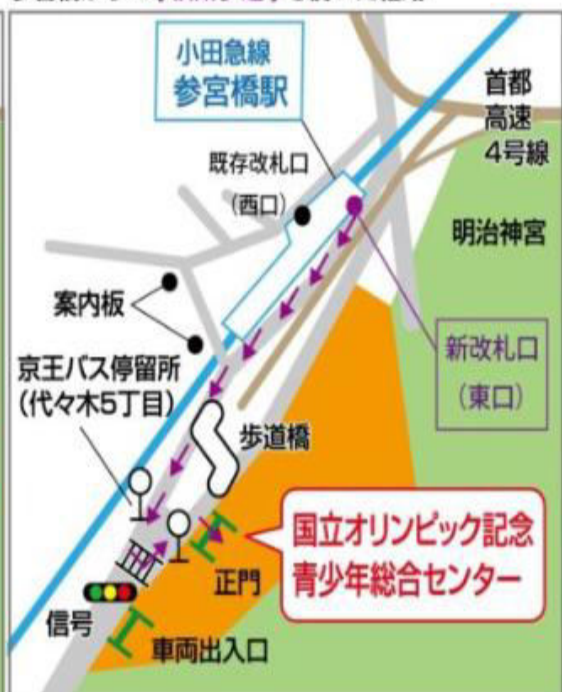 小田急線
参宮橋駅
首都
高速
4号線
既存改札口
(西口)
明治神宮
案内板
新改札口
(東口)
京王バス停留所
(代々木5丁目)
歩道橋
国立オリンピック記念
青少年総合センター
正門
信号
車両出入口